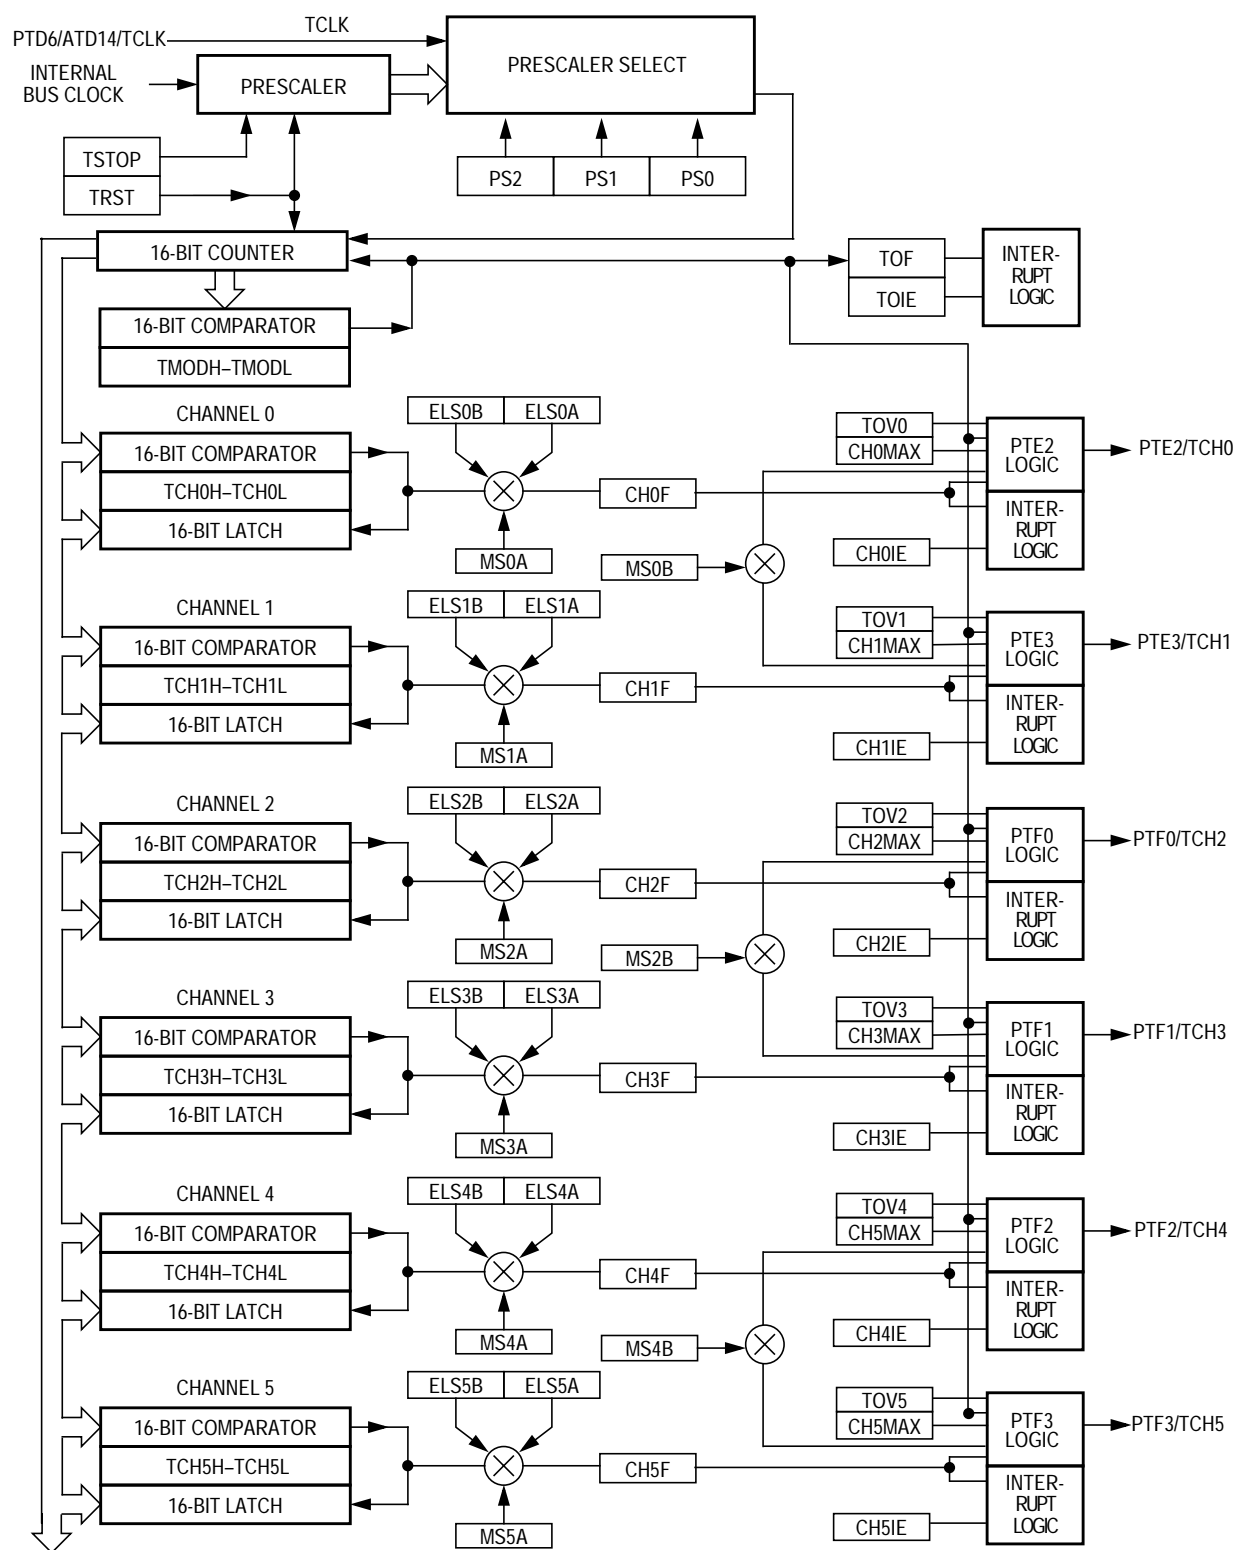 TCLK
PTD6/ATD14/TCLK
PRESCALER SELECT
INTERNAL
BUS CLOCK
PRESCALER
TSTOP
TRST
PS2
PS1
PS0
16-BIT COUNTER
TOF
TOIE
INTER-
RUPT
LOGIC
16-BIT COMPARATOR
TMODH–TMODL
CHANNEL 0
16-BIT COMPARATOR
TCH0H–TCH0L
16-BIT LATCH
ELS0B
ELS0A
MS0A
CH0F
MS0B
TOV0
CH0MAX
CH0IE
PTE2
LOGIC
INTER-
RUPT
LOGIC
PTE2/TCH0
CHANNEL 1
16-BIT COMPARATOR
TCH1H–TCH1L
16-BIT LATCH
ELS1B
ELS1A
MS1A
CH1F
TOV1
CH1MAX
CH1IE
PTE3
LOGIC
INTER-
RUPT
LOGIC
PTE3/TCH1
CHANNEL 2
16-BIT COMPARATOR
TCH2H–TCH2L
16-BIT LATCH
ELS2B
ELS2A
MS2A
CH2F
MS2B
TOV2
CH2MAX
CH2IE
PTF0
LOGIC
INTER-
RUPT
LOGIC
PTF0/TCH2
CHANNEL 3
16-BIT COMPARATOR
TCH3H–TCH3L
16-BIT LATCH
ELS3B
ELS3A
MS3A
CH3F
TOV3
CH3MAX
CH3IE
PTF1
LOGIC
INTER-
RUPT
LOGIC
PTF1/TCH3
CHANNEL 4
16-BIT COMPARATOR
TCH4H–TCH4L
16-BIT LATCH
ELS4B
ELS4A
MS4A
CH4F
MS4B
TOV4
CH5MAX
CH4IE
PTF2
LOGIC
INTER-
RUPT
LOGIC
PTF2/TCH4
CHANNEL 5
16-BIT COMPARATOR
TCH5H–TCH5L
16-BIT LATCH
ELS5B
ELS5A
MS5A
CH5F
TOV5
CH5MAX
CH5IE
PTF3
LOGIC
INTER-
RUPT
LOGIC
PTF3/TCH5